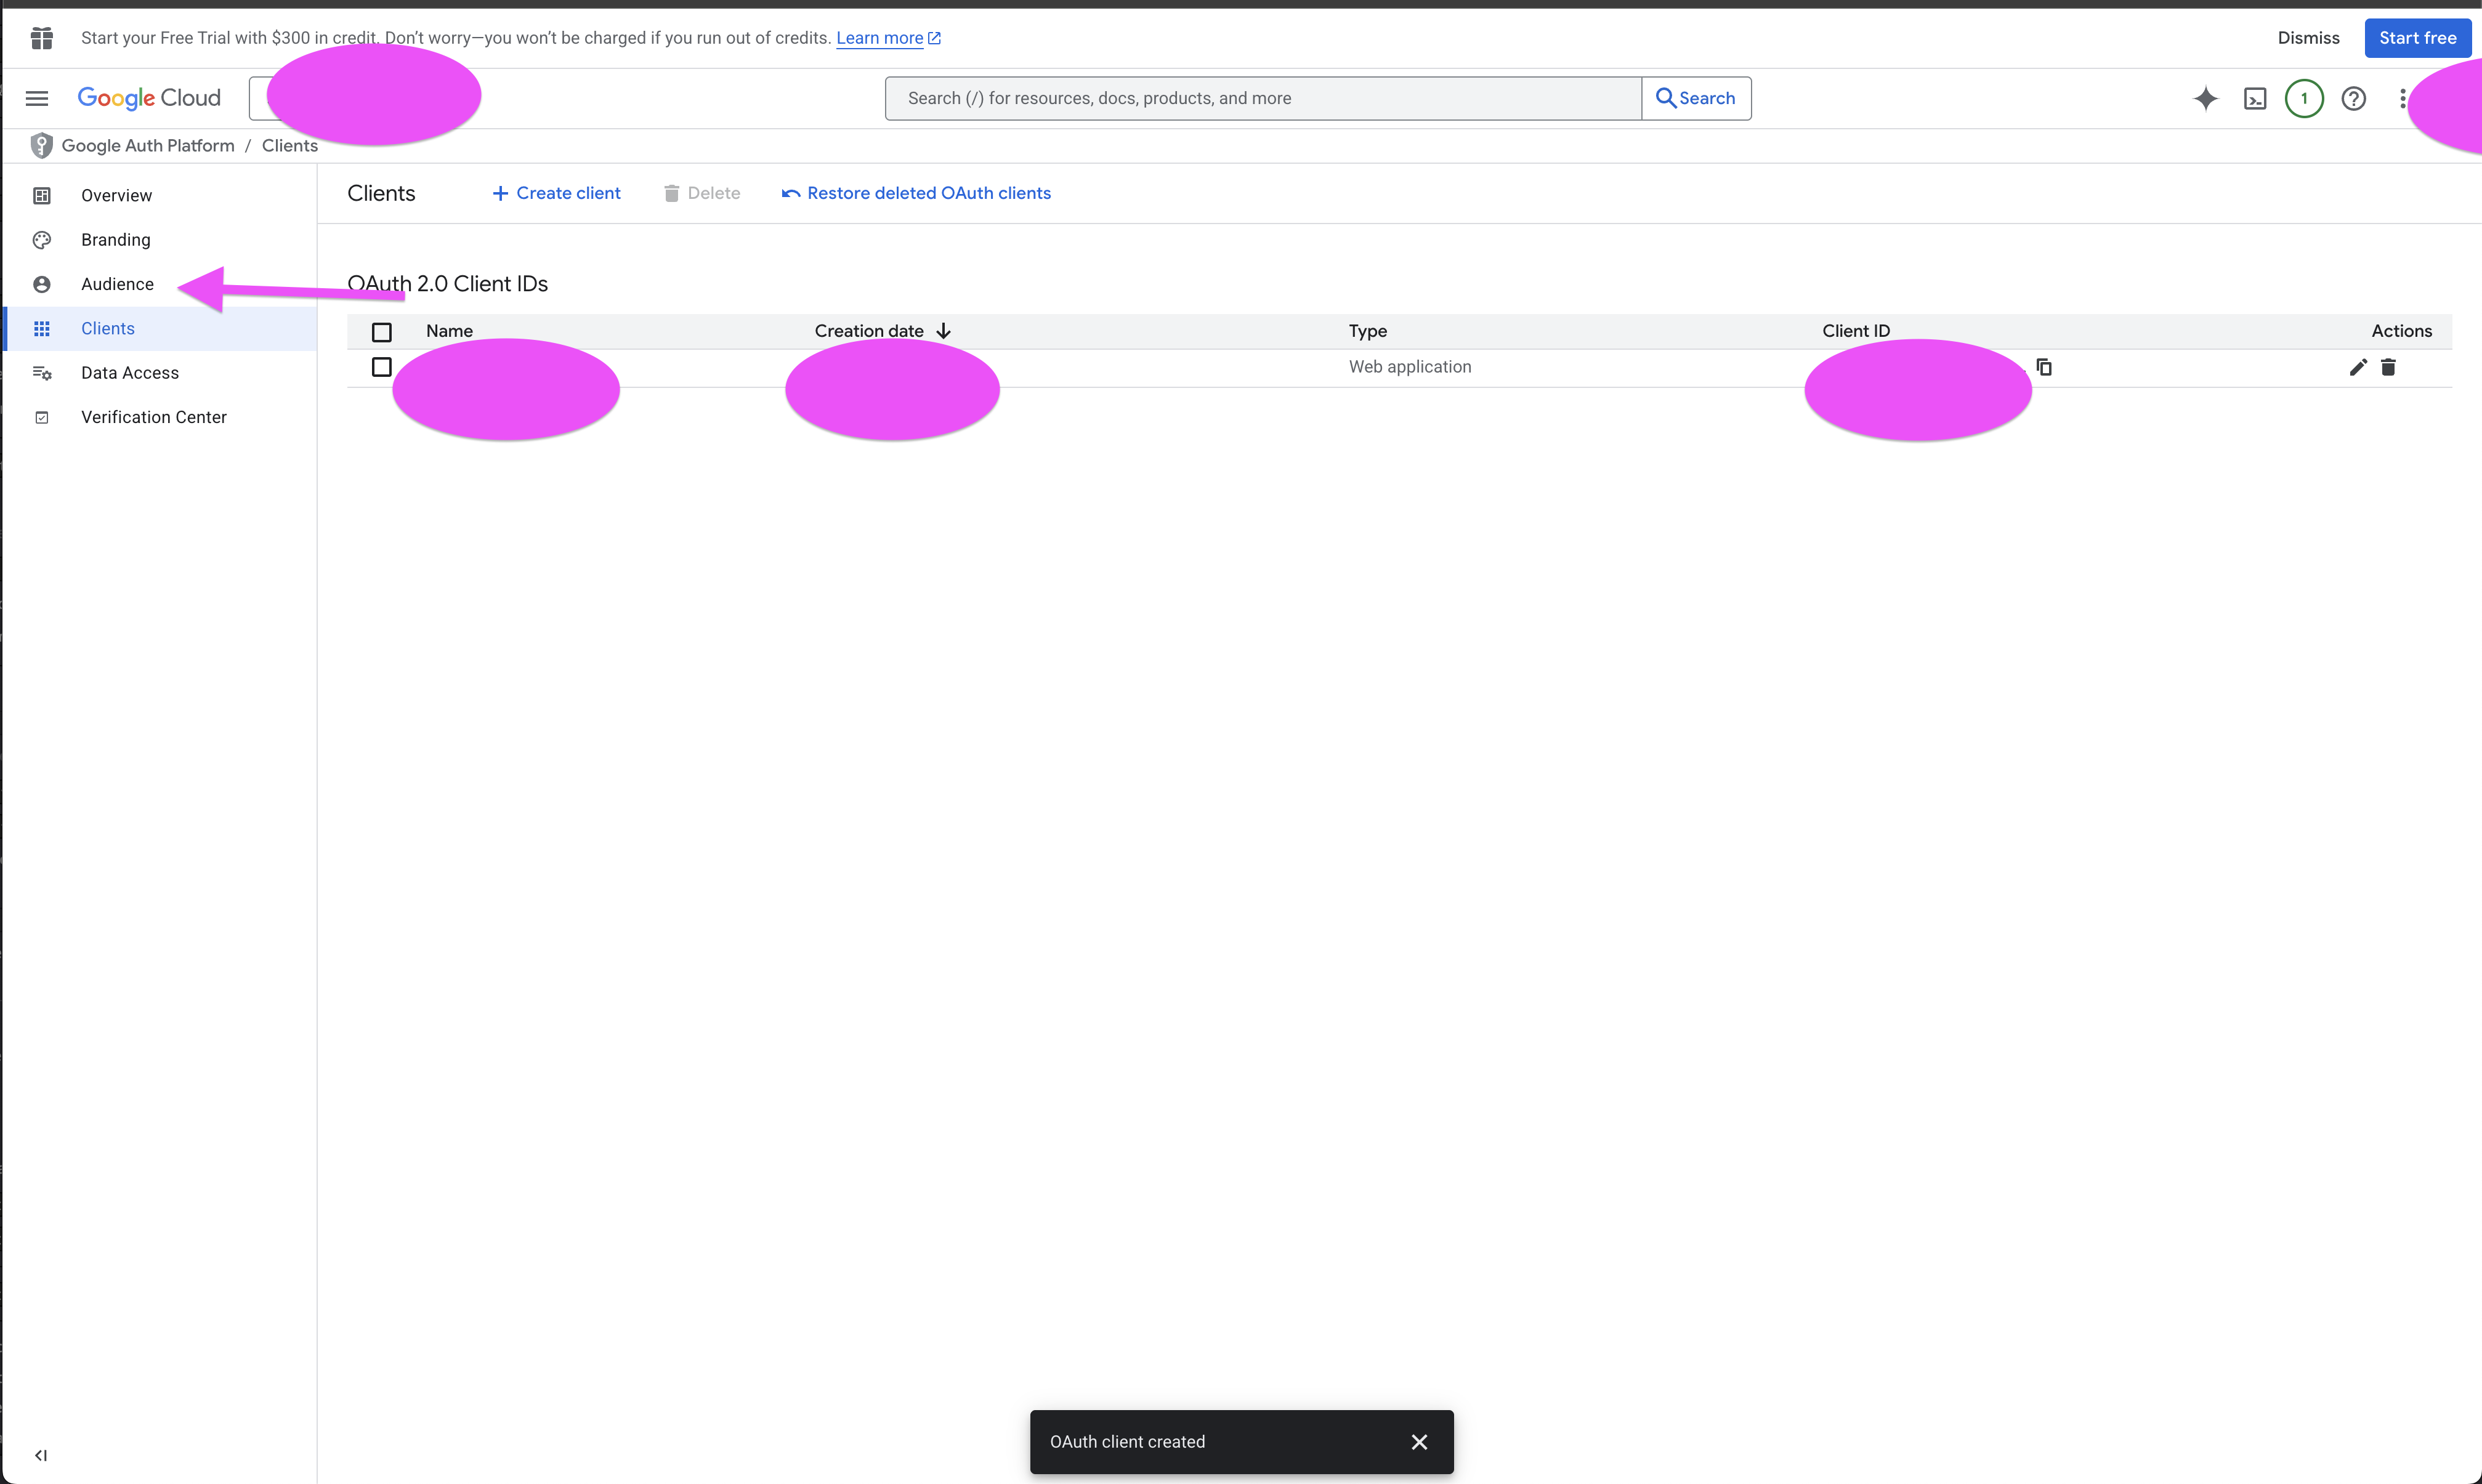 Start your Free Trial with $300 in credit. Don't worry—you won't be charged if you run out of credits. Learn more
Dismiss
Start free
Google Cloud
Search (/) for resources, docs, products, and more
Search
1
Google Auth Platform / Clients
Overview
Branding
Audience
Clients
Data Access
Verification Center
Clients
Create client
Delete
Restore deleted OAuth clients
OAuth 2.0 Client IDs
Name
Creation date
Type
Client ID
Actions
Web application
OAuth client created